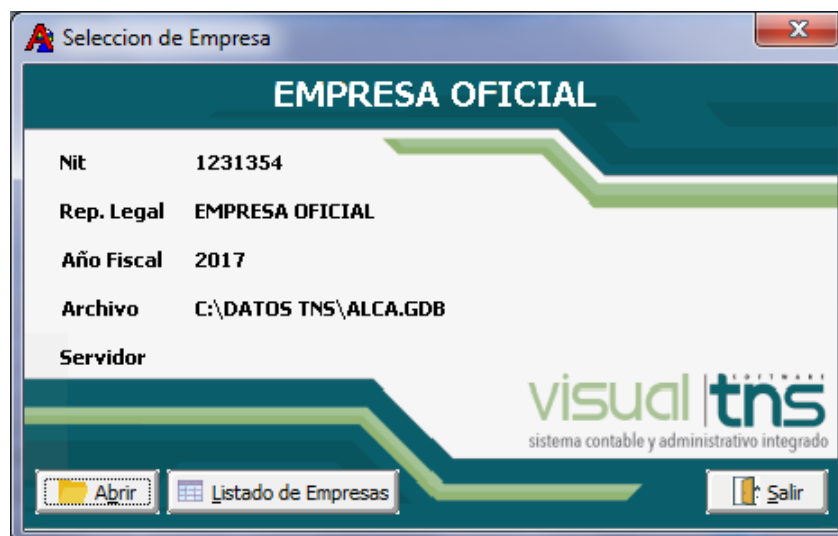 Seleccion de Empresa
EMPRESA OFICIAL
Nit 1231354
Rep. Legal EMPRESA OFICIAL
Año Fiscal 2017
Archivo C:\DATOS TNS\ALCA.GDB
Servidor
SOFTWARE
visual tns
sistema contable y administrativo integrado
Abrir Listado de Empresas Salir